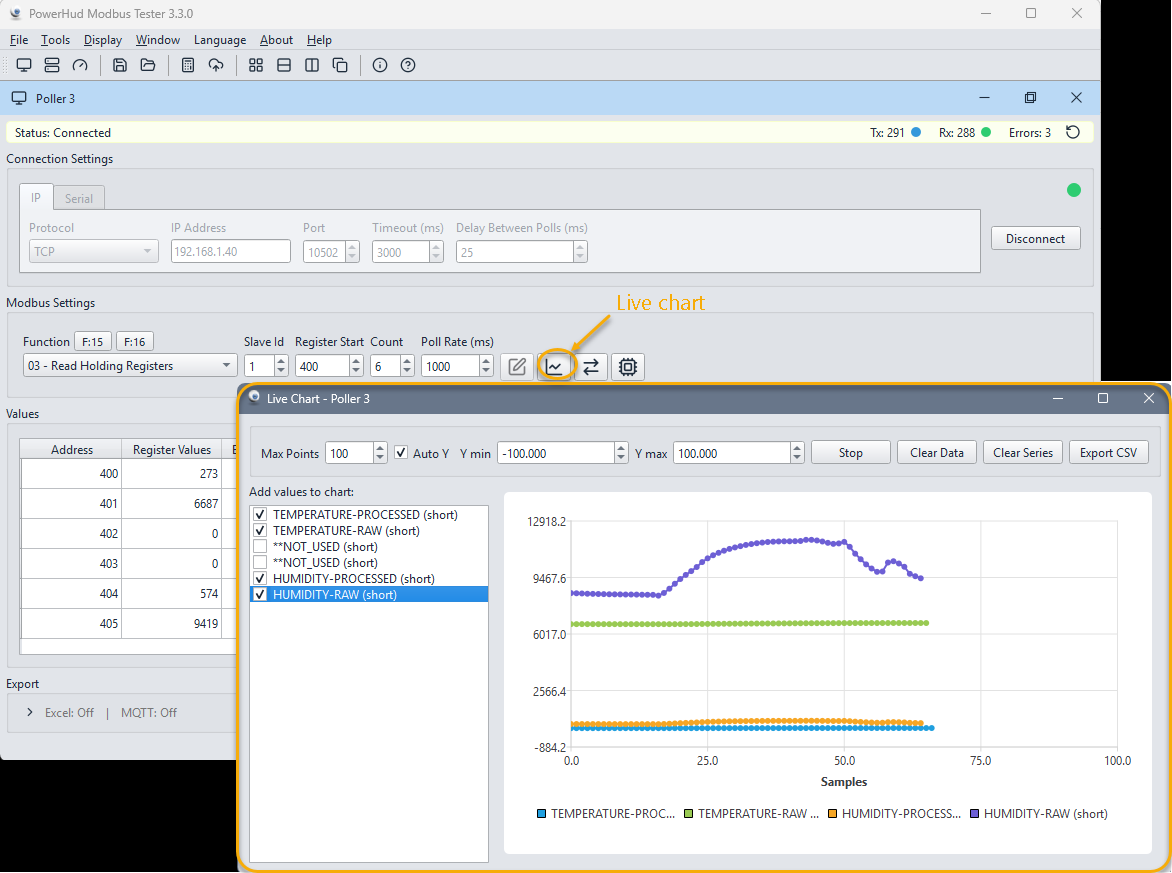 PowerHud Modbus Tester 3.3.0
File Tools Display Window Language About Help
Poller 3
Status: Connected Tx: 291 Rx: 288 Errors: 3
Connection Settings
IP Serial
Protocol IP Address Port Timeout (ms) Delay Between Polls (ms)
TCP 192.168.1.40 10502 3000 25
Disconnect
Modbus Settings
Live chart
Function F:15 F:16 Slave Id Register Start Count Poll Rate (ms)
03 - Read Holding Registers 1 400 6 1000
Live Chart - Poller 3
Values
Address Register Values
400 273
401 6687
402 0
403 0
404 574
405 9419
Export
Excel: Off | MQTT: Off
Max Points 100 Auto Y Y min -100.000 Y max 100.000 Stop Clear Data Clear Series Export CSV
Add values to chart:
TEMPERATURE-PROCESSED (short)
TEMPERATURE-RAW (short)
**NOT_USED (short)
**NOT_USED (short)
HUMIDITY-PROCESSED (short)
HUMIDITY-RAW (short)
12918.2
9467.6
6017.0
2566.4
-884.2
0.0 25.0 50.0 75.0 100.0
Samples
TEMPERATURE-PROC... TEMPERATURE-RAW ... HUMIDITY-PROCESS... HUMIDITY-RAW (short)